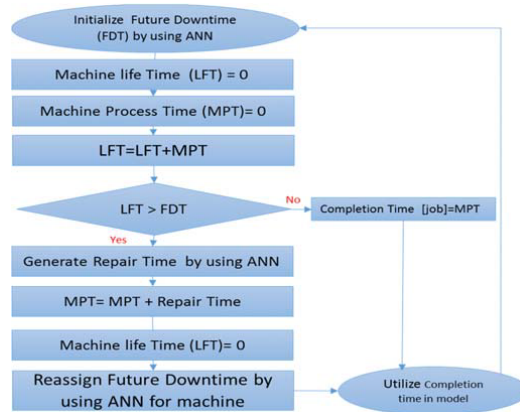 Initialize Future Downtime
(FDT) by using ANN
Machine life Time (LFT) = 0
Machine Process Time (MPT)= 0
LFT=LFT+MPT
LFT > FDT
No
Completion Time [job]=MPT
Yes
Generate Repair Time by using ANN
MPT= MPT + Repair Time
Machine life Time (LFT)= 0
Reassign Future Downtime by
using ANN for machine
Utilize Completion
time in model